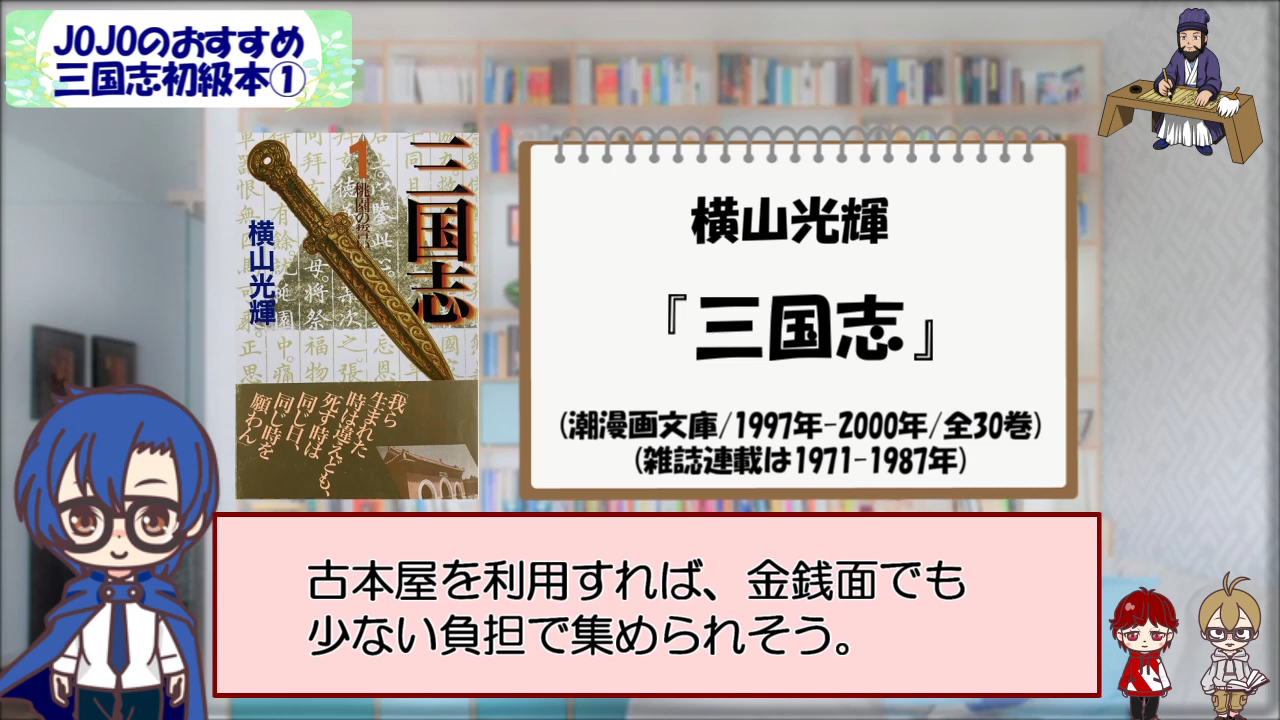 JOJOのおすすめ
三国志初級本①
三国志
1
桃園の誓い
横山光輝
「我ら
生まれた
時は違えども、
死す時は
同じ日、
同じ時を
願わん
横山光輝
『三国志』
(潮漫画文庫/1997年-2000年/全30巻)
(雑誌連載は1971-1987年)
古本屋を利用すれば、金銭面でも
少ない負担で集められそう。